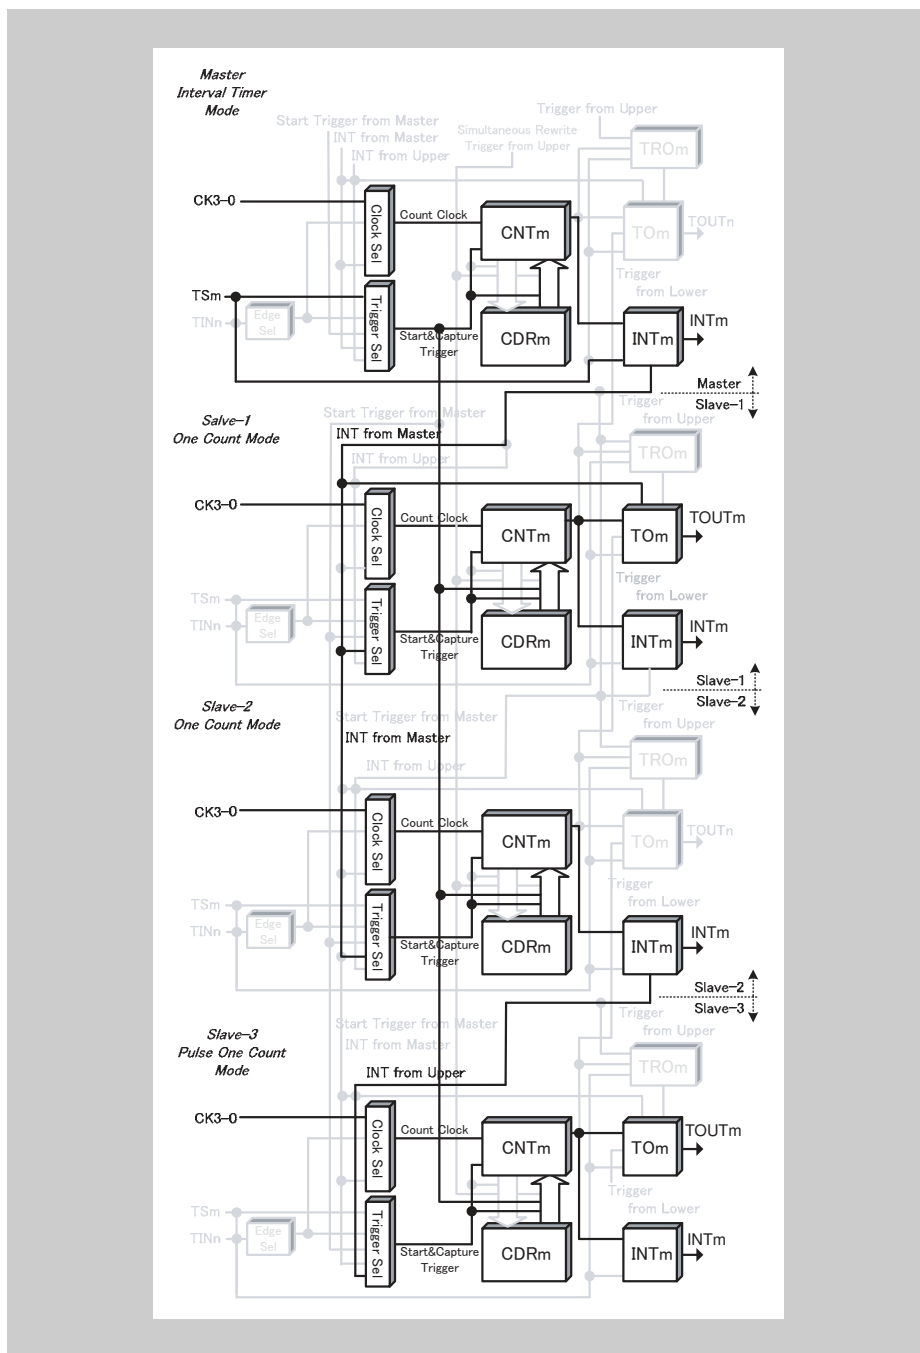 Master
Interval Timer
Mode
Trigger from Upper
Start Trigger from Master
INT from Master
INT from Upper
Simultaneous Rewrite
Trigger from Upper
TROm
CK3-0
Clock Sel
Count Clock
CNTm
TOm
TOUTn
Trigger
from Lower
TSm
TINn
Edge
Sel
Trigger Sel
Start&Capture
Trigger
CDRm
INTm
INTm
Master
Slave-1
Salve-1
One Count Mode
Start Trigger from Master
INT from Master
INT from Upper
Trigger
from Upper
TROm
CK3-0
Clock Sel
Count Clock
CNTm
TOm
TOUTm
Trigger
from Lower
TSm
TINn
Edge
Sel
Trigger Sel
Start&Capture
Trigger
CDRm
INTm
INTm
Slave-1
Slave-2
Slave-2
One Count Mode
Start Trigger from Master
INT from Master
INT from Upper
Trigger
from Upper
TROm
CK3-0
Clock Sel
Count Clock
CNTm
TOm
TOUTn
Trigger
from Lower
TSm
TINn
Edge
Sel
Trigger Sel
Start&Capture
Trigger
CDRm
INTm
INTm
Slave-2
Slave-3
Slave-3
Pulse One Count
Mode
Start Trigger from Master
INT from Master
INT from Upper
Trigger
from Upper
TROm
CK3-0
Clock Sel
Count Clock
CNTm
TOm
TOUTm
Trigger
from Lower
TSm
TINn
Edge
Sel
Trigger Sel
Start&Capture
Trigger
CDRm
INTm
INTm